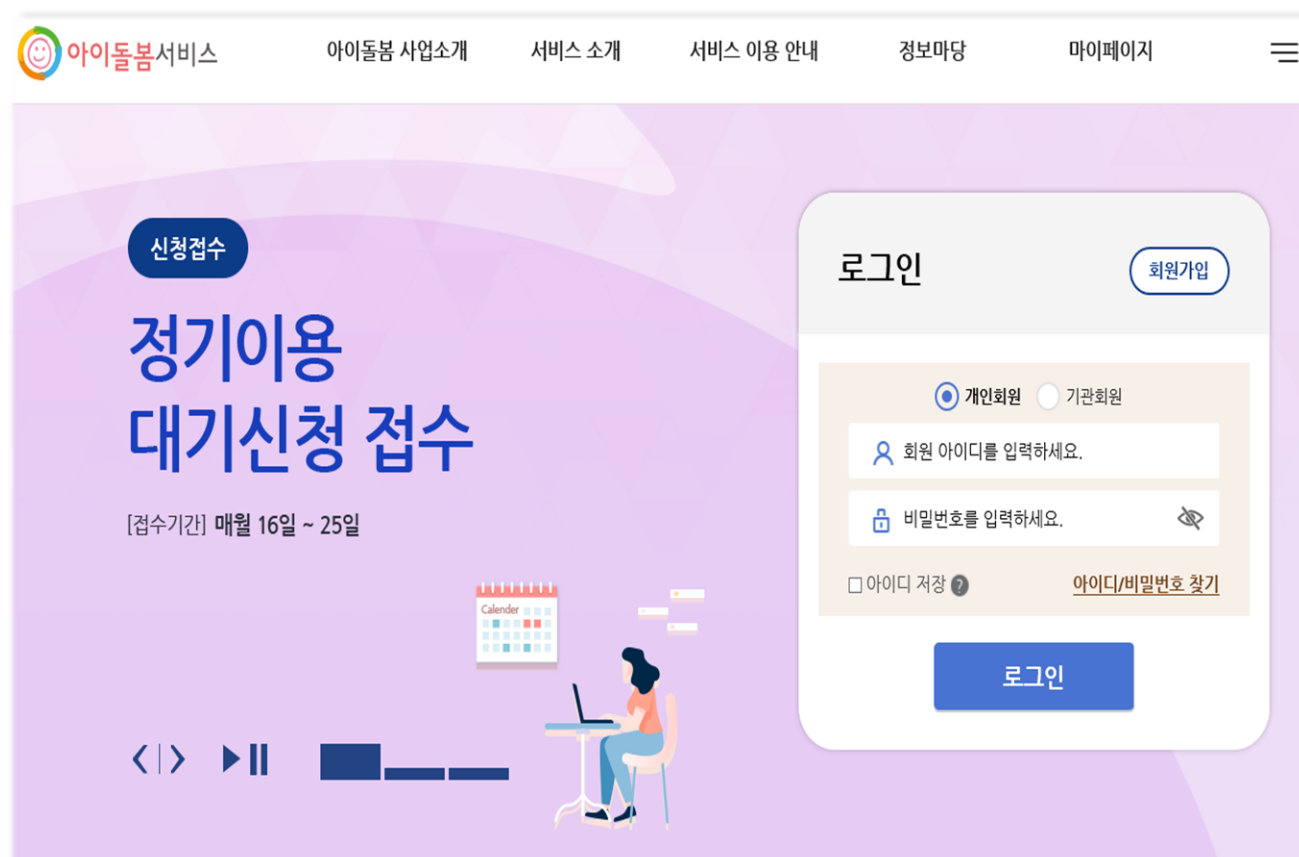 아이돌봄서비스
아이돌봄 사업소개
서비스 소개
서비스 이용 안내
정보마당
마이페이지
신청접수
정기이용
대기신청 접수
[접수기간] 매월 16일 ~ 25일
Calender
로그인
회원가입
개인회원
기관회원
회원 아이디를 입력하세요.
비밀번호를 입력하세요.
아이디 저장 ?
아이디/비밀번호 찾기
로그인